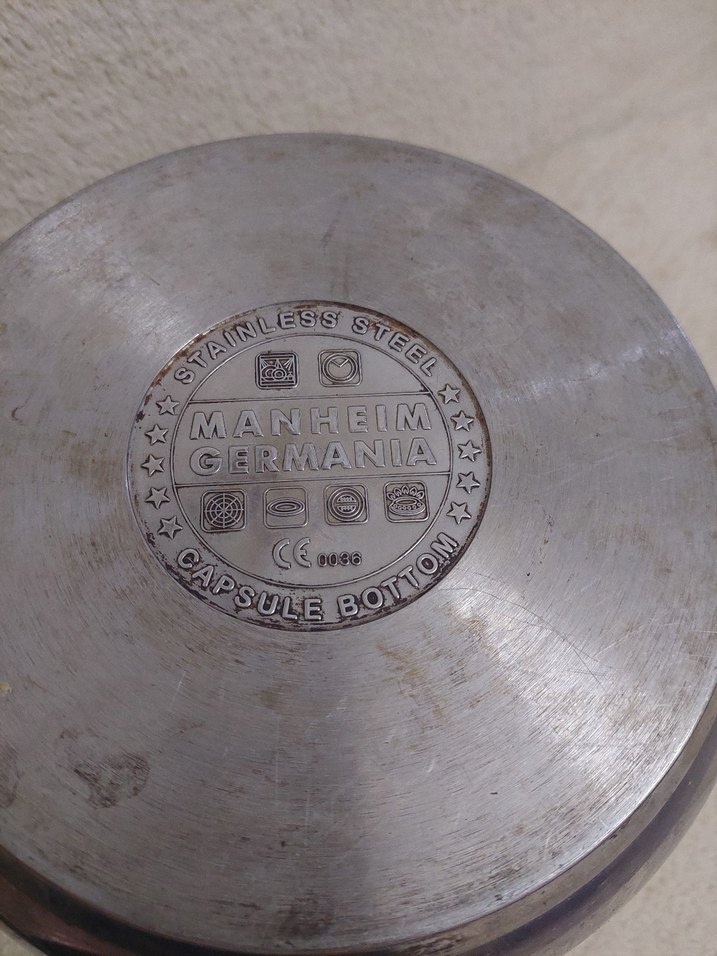 STAINLESS STEEL
MANHEIM
GERMANIA
CE 0036
CAPSULE BOTTOM